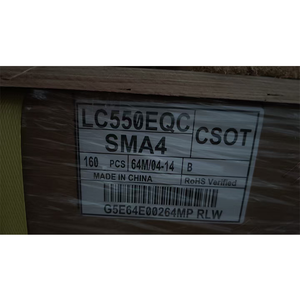 LC550EQC CSOT
SMA4
160 PCS 64M/04-14 B
MADE IN CHINA RoHS Verified
G5E64E00264MP RLW